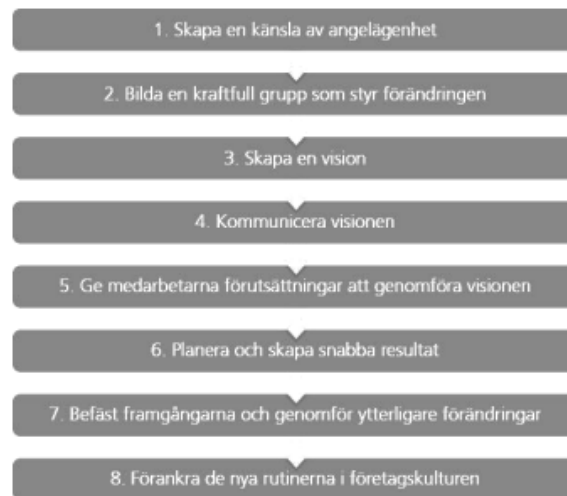 1. Skapa en känsla av angelägenhet
2. Bilda en kraftfull grupp som styr förändringen
3. Skapa en vision
4. Kommunicera visionen
5. Ge medarbetarna förutsättningar att genomföra visionen
6. Planera och skapa snabba resultat
7. Befäst framgångarna och genomför ytterligare förändringar
8. Förankra de nya rutinerna i företagskulturen